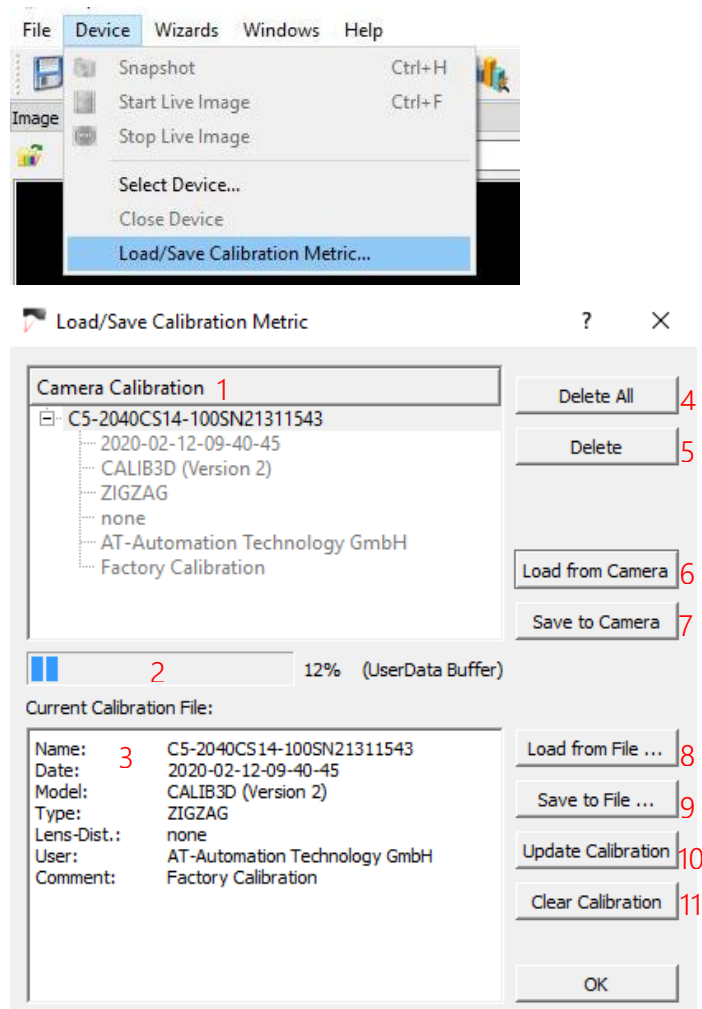 File Device Wizards Windows Help
Snapshot Ctrl+H
Image
Start Live Image Ctrl+F
Stop Live Image
Select Device...
Close Device
Load/Save Calibration Metric...
Load/Save Calibration Metric ? ×
Camera Calibration 1
C5-2040CS14-100SN21311543
2020-02-12-09-40-45
CALIB3D (Version 2)
ZIGZAG
none
AT-Automation Technology GmbH
Factory Calibration
Delete All 4
Delete 5
Load from Camera 6
Save to Camera 7
2 12% (UserData Buffer)
Current Calibration File:
3
Name: C5-2040CS14-100SN21311543
Date: 2020-02-12-09-40-45
Model: CALIB3D (Version 2)
Type: ZIGZAG
Lens-Dist.: none
User: AT-Automation Technology GmbH
Comment: Factory Calibration
Load from File ... 8
Save to File ... 9
Update Calibration 10
Clear Calibration 11
OK